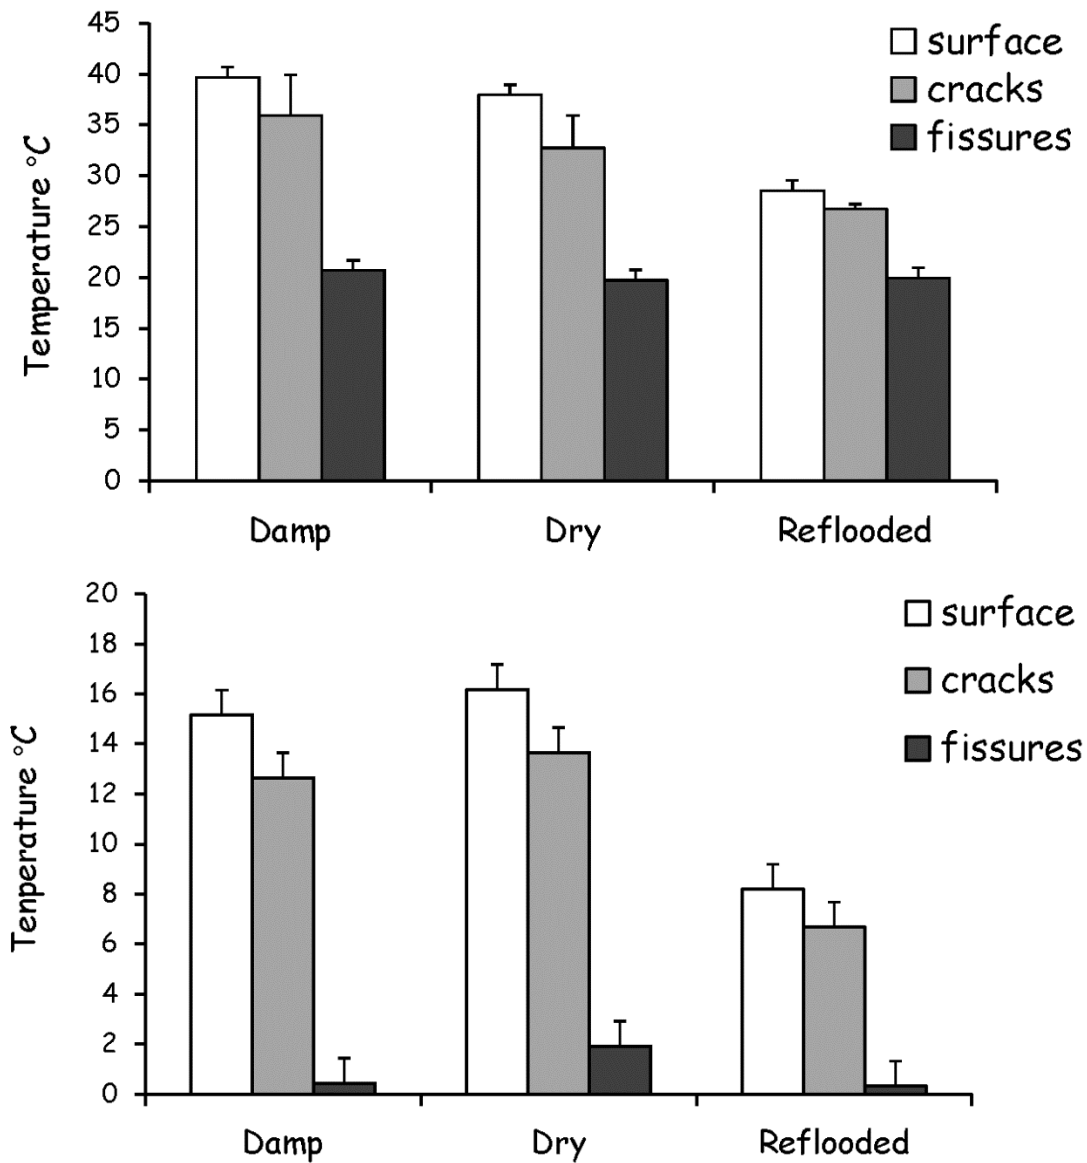 45
40
35
30
25
20
15
10
5
0
Temperature °C
surface
cracks
fissures
Damp Dry Reflooded
20
18
16
14
12
10
8
6
4
2
0
Tenperature °C
surface
cracks
fissures
Damp Dry Reflooded